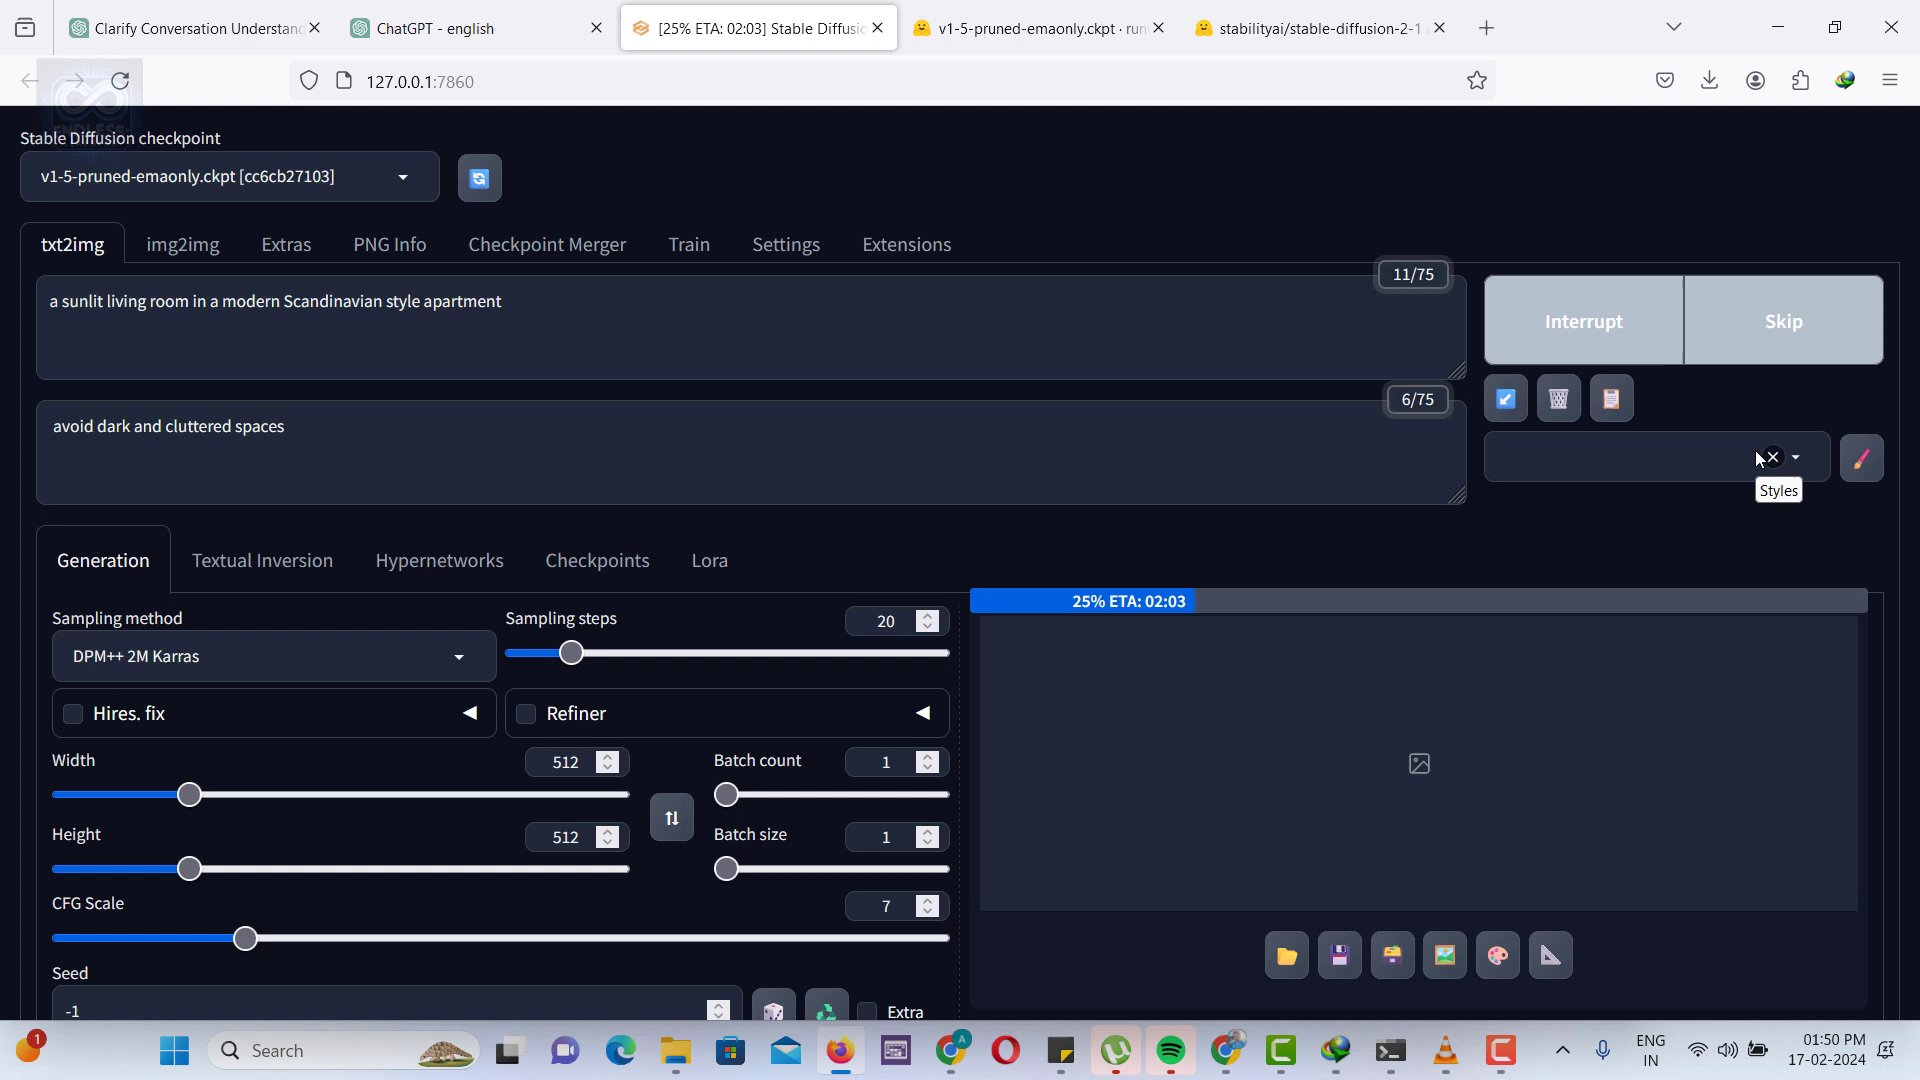 Clarify Conversation Understand
ChatGPT - english
[25% ETA: 02:03] Stable Diffusic
v1-5-pruned-emaonly.ckpt · run
stabilityai/stable-diffusion-2-1
127.0.0.1:7860
Stable Diffusion checkpoint
v1-5-pruned-emaonly.ckpt [cc6cb27103]
txt2img
img2img
Extras
PNG Info
Checkpoint Merger
Train
Settings
Extensions
11/75
a sunlit living room in a modern Scandinavian style apartment
Interrupt
Skip
6/75
avoid dark and cluttered spaces
Styles
Generation
Textual Inversion
Hypernetworks
Checkpoints
Lora
Sampling method
Sampling steps
20
25% ETA: 02:03
DPM++ 2M Karras
Hires. fix
Refiner
Width
512
Batch count
1
Height
512
Batch size
1
CFG Scale
7
Seed
-1
Extra
1
Search
A
ENG
IN
01:50 PM
17-02-2024